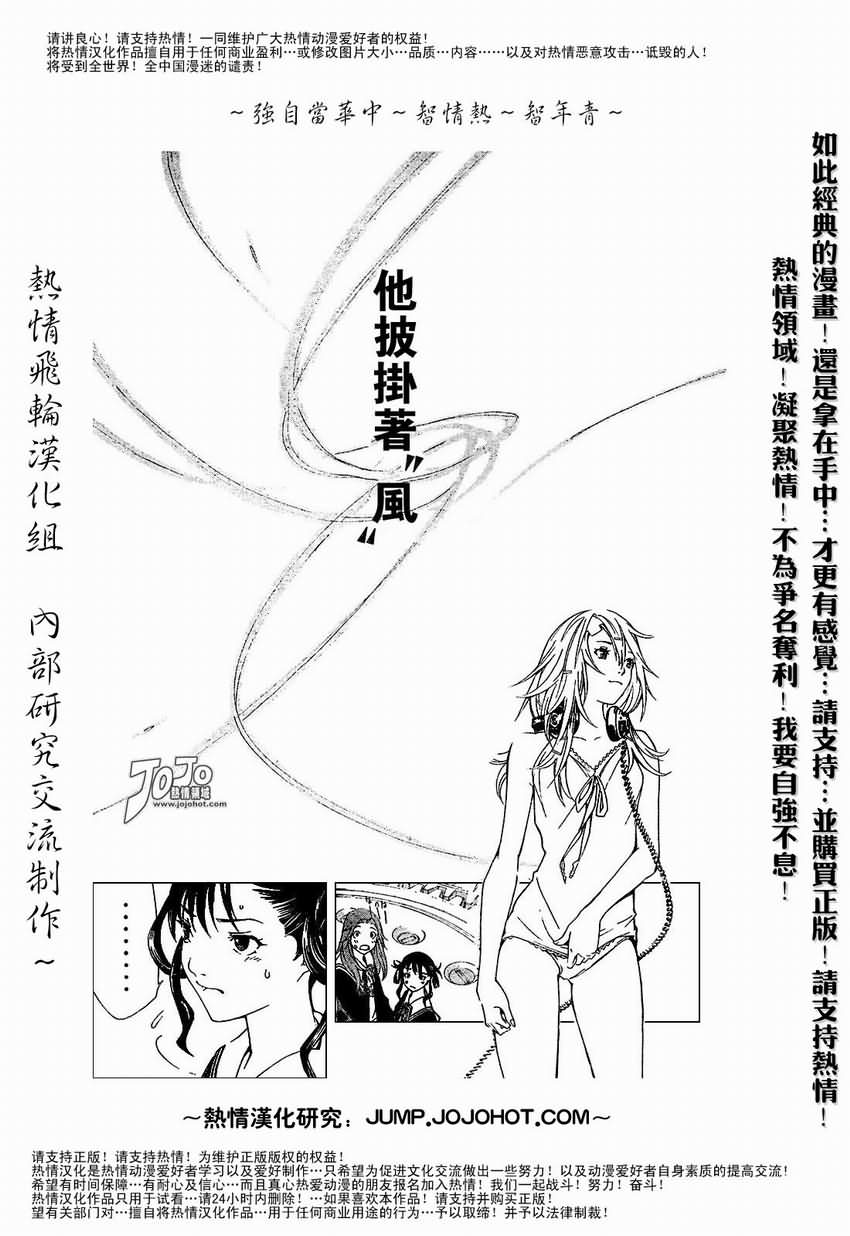 请讲良心！请支持热情！一同维护广大热情动漫爱好者的权益！
将热情汉化作品擅自用于任何商业盈利…或修改图片大小…品质…内容……以及对热情恶意攻击…诋毁的人！
将受到全世界！全中国漫迷的谴责！
～強自當華中～智情熱～智年青～
如此經典的漫畫！還是拿在手中…才更有感覺…請支持…並購買正版！請支持熱情！
熱情領域！凝聚熱情！不為爭名奪利！我要自強不息！
他披掛著"風"
熱情飛輪漢化組 內部研究交流制作～
JOJO
熱情領域
www.jojohot.com
………
～熱情漢化研究：JUMP.JOJOHOT.COM～
请支持正版！请支持热情！为维护正版版权的权益！
热情汉化是热情动漫爱好者学习以及爱好制作…只希望为促进文化交流做出一些努力！以及动漫爱好者自身素质的提高交流！
希望有时间保障…有耐心及信心…而且真心热爱动漫的朋友报名加入热情！我们一起战斗！努力！奋斗！
热情汉化作品只用于试看…请24小时内删除！…如果喜欢本作品！请支持并购买正版！
望有关部门对…擅自将热情汉化作品…用于任何商业用途的行为…予以取缔！并予以法律制裁！